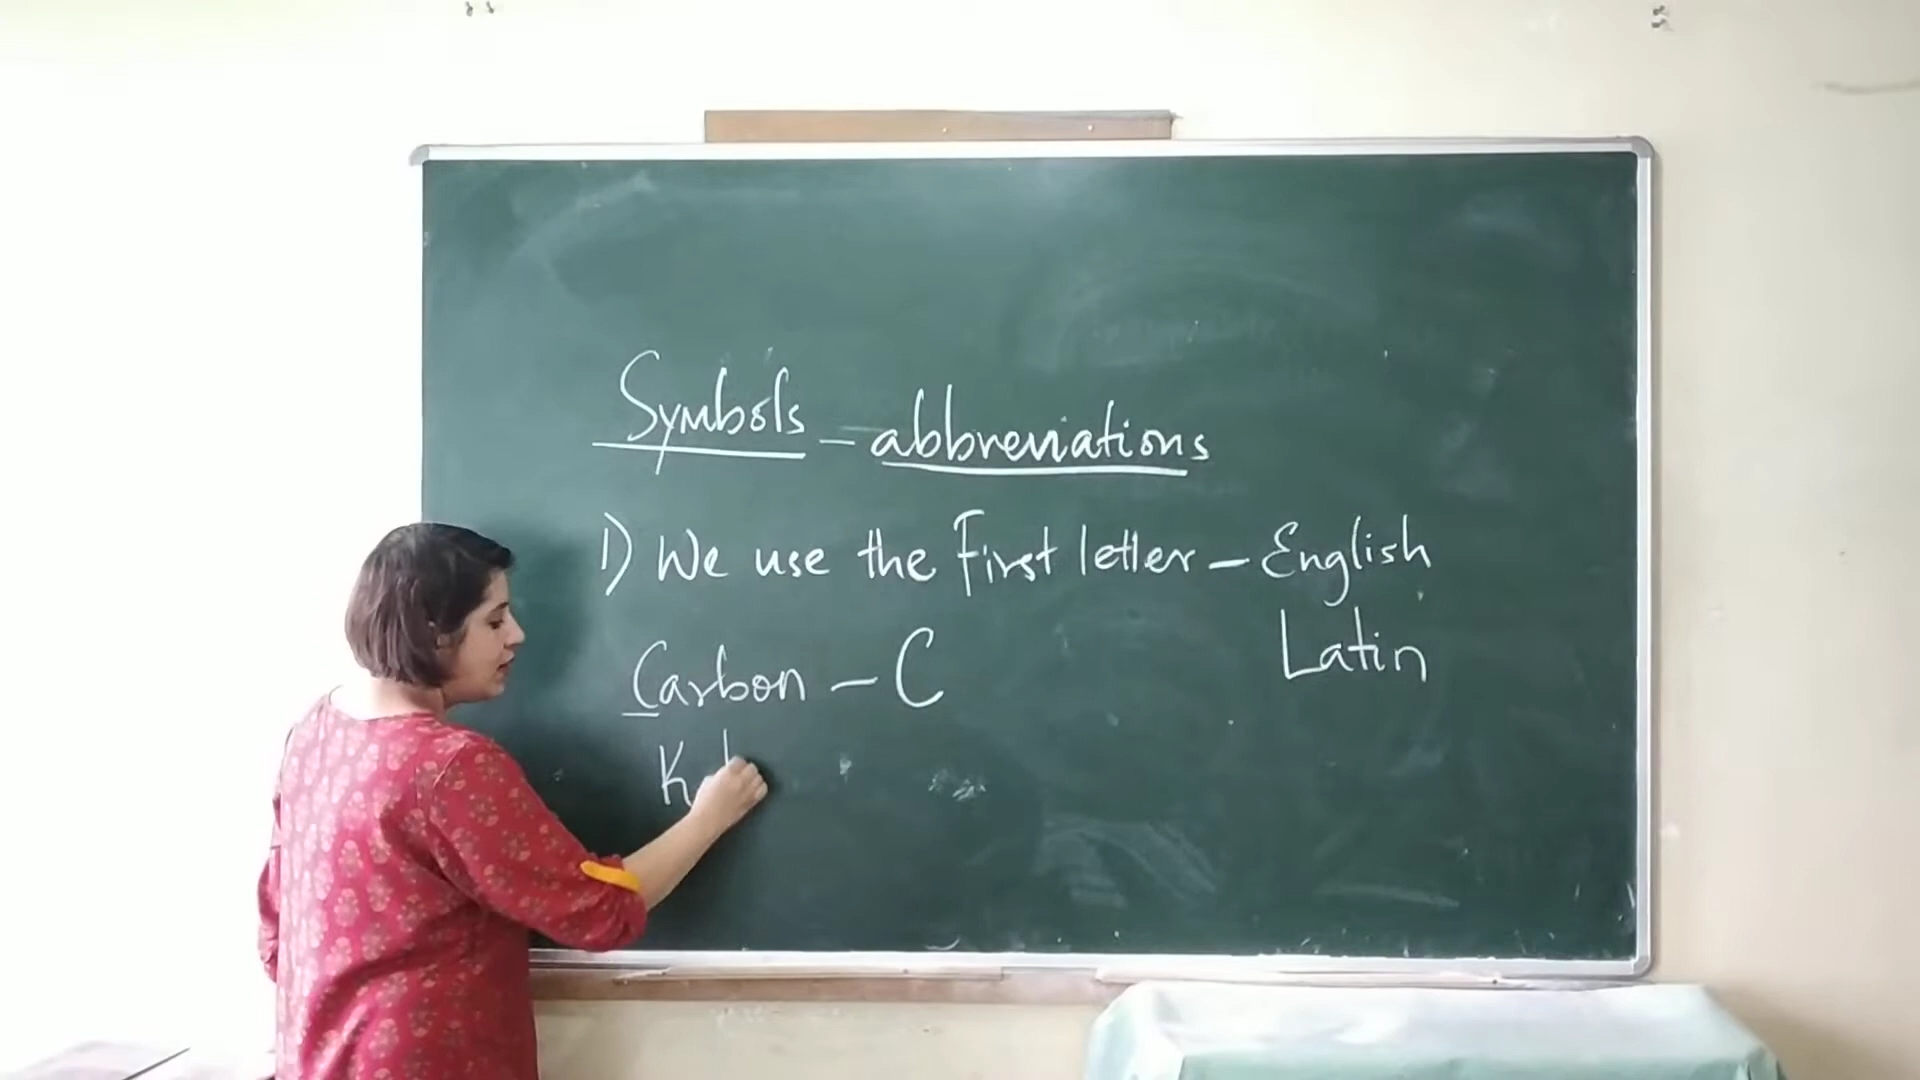 Symbols – abbreviations
1) We use the First letter – English
Latin
Carbon – C
K